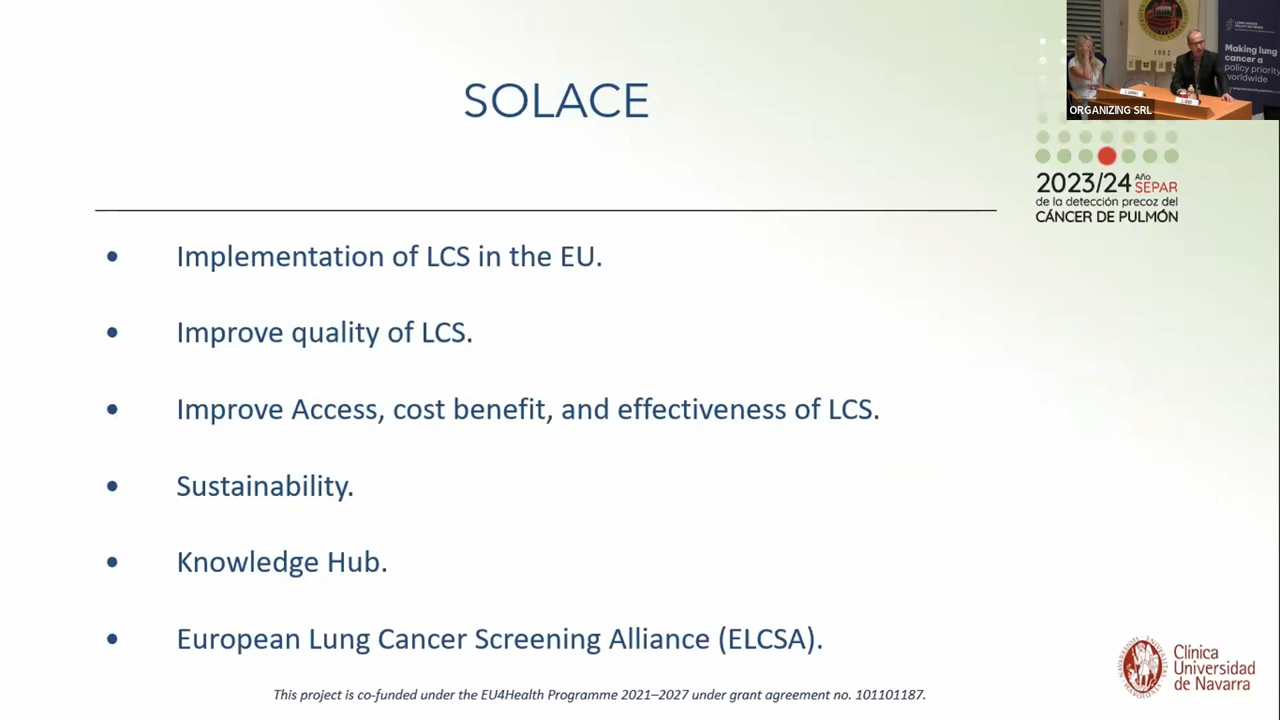 SOLACE
1962
Making lung
cancer a
policy priority
worldwide
ORGANIZING SRL
2023/24 Año SEPAR
de la detección precoz del
CÁNCER DE PULMÓN
• Implementation of LCS in the EU.
• Improve quality of LCS.
• Improve Access, cost benefit, and effectiveness of LCS.
• Sustainability.
• Knowledge Hub.
• European Lung Cancer Screening Alliance (ELCSA).
This project is co-funded under the EU4Health Programme 2021–2027 under grant agreement no. 101101187.
Clínica
Universidad
de Navarra